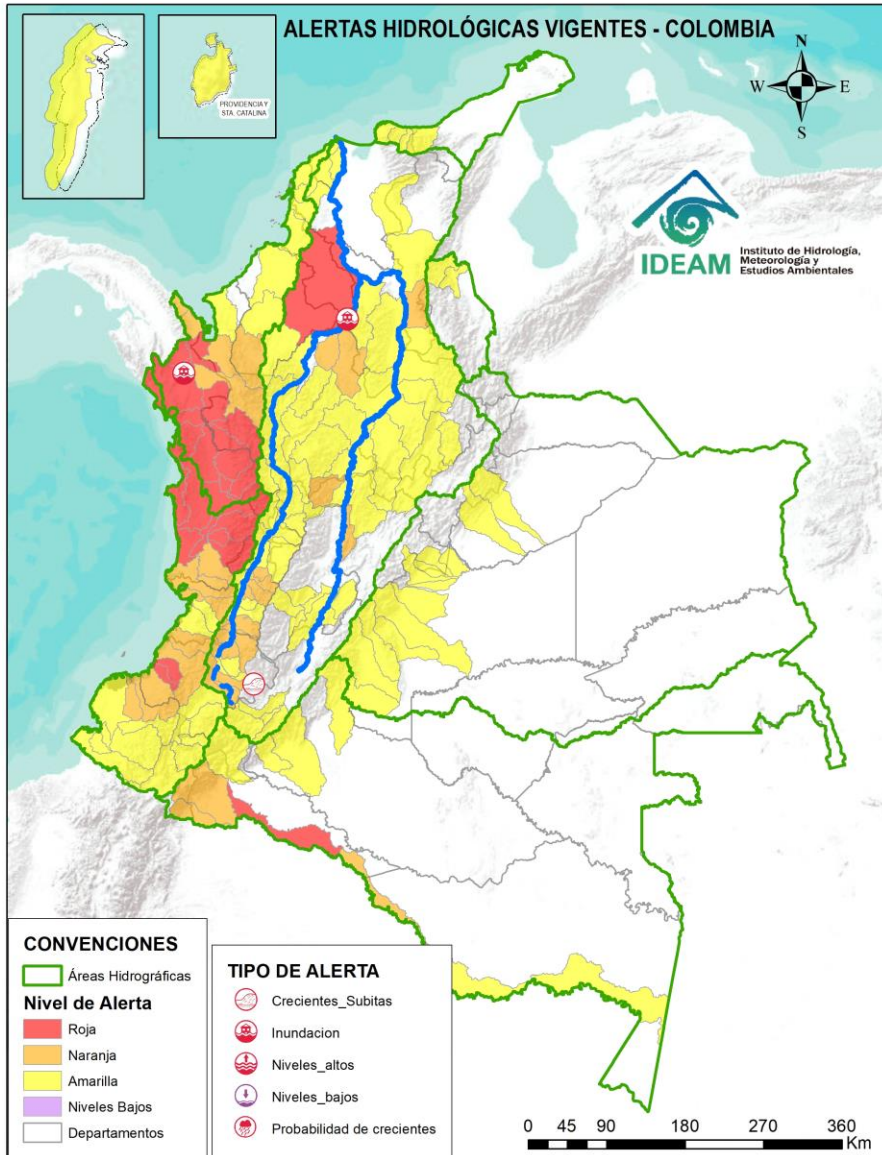 ALERTAS HIDROLÓGICAS VIGENTES - COLOMBIA
PROVIDENCIA Y
STA. CATALINA
N
W
E
S
IDEAM
Instituto de Hidrología,
Meteorología y
Estudios Ambientales
CONVENCIONES
Áreas Hidrográficas
Nivel de Alerta
Roja
Naranja
Amarilla
Niveles Bajos
Departamentos
TIPO DE ALERTA
Crecientes_Subitas
Inundacion
Niveles_altos
Niveles_bajos
Probabilidad de crecientes
0 45 90 180 270 360
Km